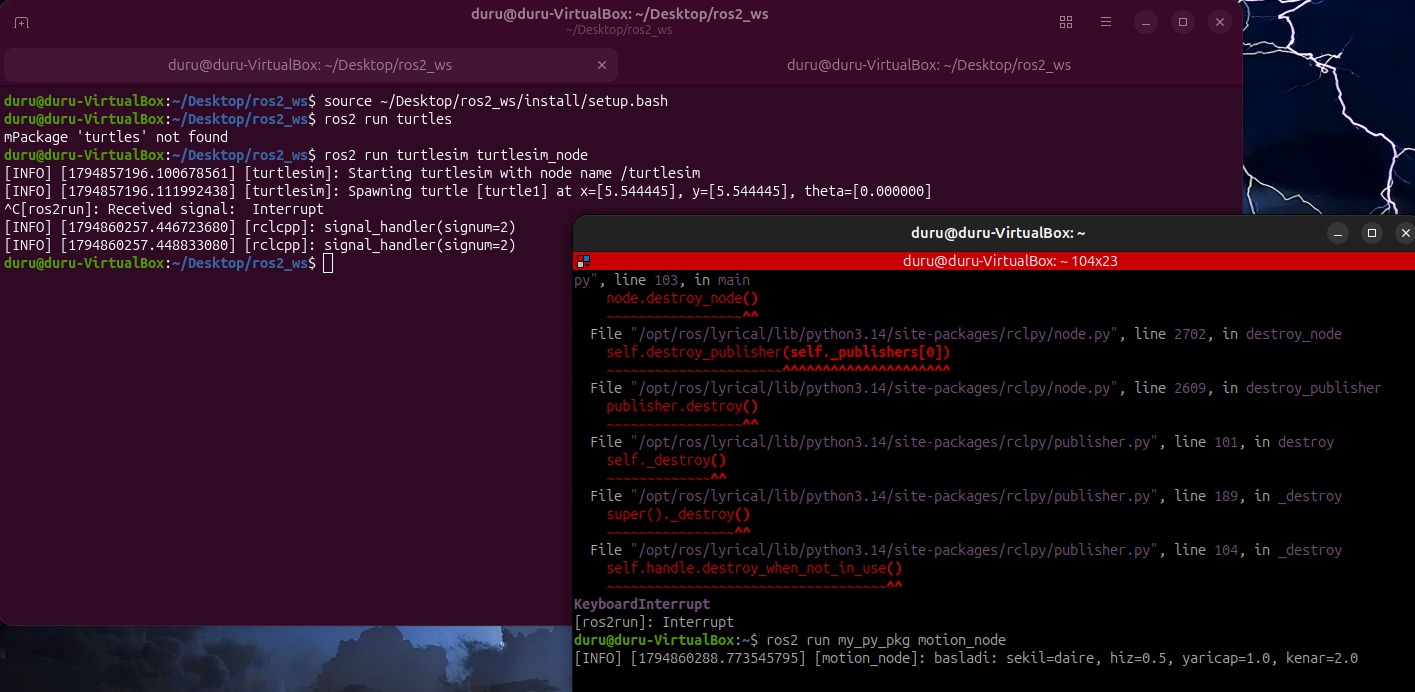 duru@duru-VirtualBox: ~/Desktop/ros2_ws
~/Desktop/ros2_ws
duru@duru-VirtualBox: ~/Desktop/ros2_ws
duru@duru-VirtualBox: ~/Desktop/ros2_ws
duru@duru-VirtualBox:~/Desktop/ros2_ws$ source ~/Desktop/ros2_ws/install/setup.bash
duru@duru-VirtualBox:~/Desktop/ros2_ws$ ros2 run turtles
mPackage 'turtles' not found
duru@duru-VirtualBox:~/Desktop/ros2_ws$ ros2 run turtlesim turtlesim_node
[INFO] [1794857196.100678561] [turtlesim]: Starting turtlesim with node name /turtlesim
[INFO] [1794857196.111992438] [turtlesim]: Spawning turtle [turtle1] at x=[5.544445], y=[5.544445], theta=[0.000000]
^C[ros2run]: Received signal:  Interrupt
[INFO] [1794860257.446723680] [rclcpp]: signal_handler(signum=2)
[INFO] [1794860257.448833080] [rclcpp]: signal_handler(signum=2)
duru@duru-VirtualBox:~/Desktop/ros2_ws$
duru@duru-VirtualBox: ~
duru@duru-VirtualBox: ~ 104x23
py", line 103, in main
    node.destroy_node()
    ~~~~~~~~~~~~~~~~~^^
  File "/opt/ros/lyrical/lib/python3.14/site-packages/rclpy/node.py", line 2702, in destroy_node
    self.destroy_publisher(self._publishers[0])
    ~~~~~~~~~~~~~~~~~~~~~~^^^^^^^^^^^^^^^^^^^^^
  File "/opt/ros/lyrical/lib/python3.14/site-packages/rclpy/node.py", line 2609, in destroy_publisher
    publisher.destroy()
    ~~~~~~~~~~~~~~~~~^^
  File "/opt/ros/lyrical/lib/python3.14/site-packages/rclpy/publisher.py", line 101, in destroy
    self._destroy()
    ~~~~~~~~~~~~~^^
  File "/opt/ros/lyrical/lib/python3.14/site-packages/rclpy/publisher.py", line 189, in _destroy
    super()._destroy()
    ~~~~~~~~~~~~~~~~^^
  File "/opt/ros/lyrical/lib/python3.14/site-packages/rclpy/publisher.py", line 104, in _destroy
    self.handle.destroy_when_not_in_use()
    ~~~~~~~~~~~~~~~~~~~~~~~~~~~~~~~~~~~^^
KeyboardInterrupt
[ros2run]: Interrupt
duru@duru-VirtualBox:~$ ros2 run my_py_pkg motion_node
[INFO] [1794860288.773545795] [motion_node]: basladi: sekil=daire, hiz=0.5, yaricap=1.0, kenar=2.0